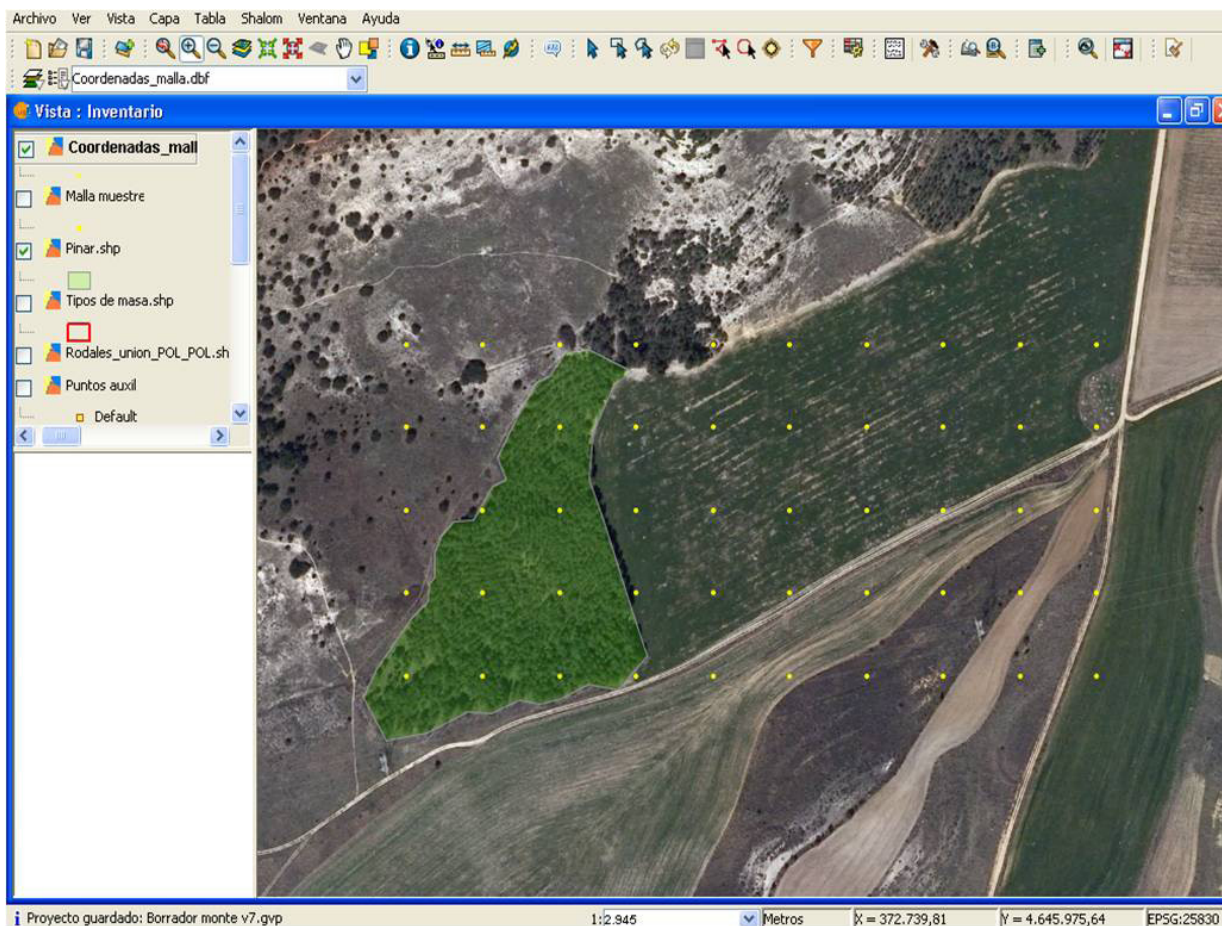 Archivo Ver Vista Capa Tabla Shalom Ventana Ayuda
Coordenadas_malla.dbf
Vista : Inventario
Coordenadas_mall
Malla muestre
Pinar.shp
Tipos de masa.shp
Rodales_union_POL_POL.sh
Puntos auxil
Default
Proyecto guardado: Borrador monte v7.gvp 1:2.945 Metros X = 372.739,81 Y = 4.645.975,64 EPSG:25830